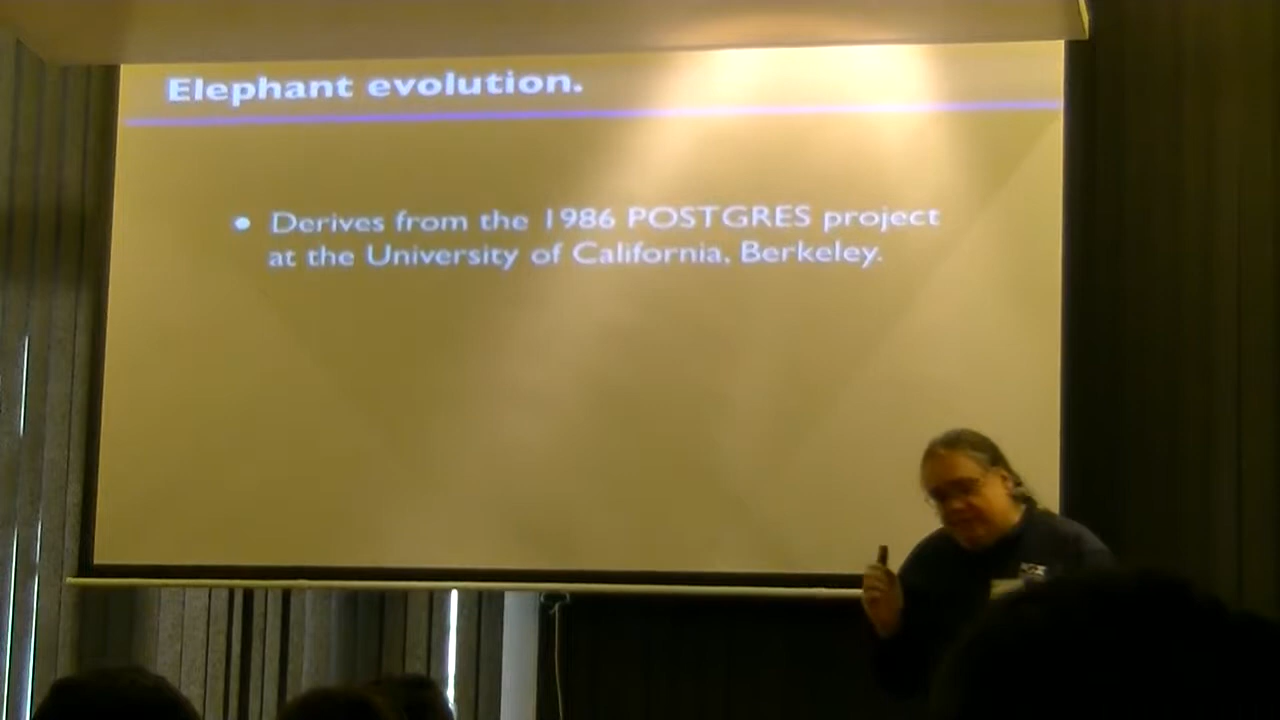 Elephant evolution.
• Derives from the 1986 POSTGRES project
at the University of California, Berkeley.